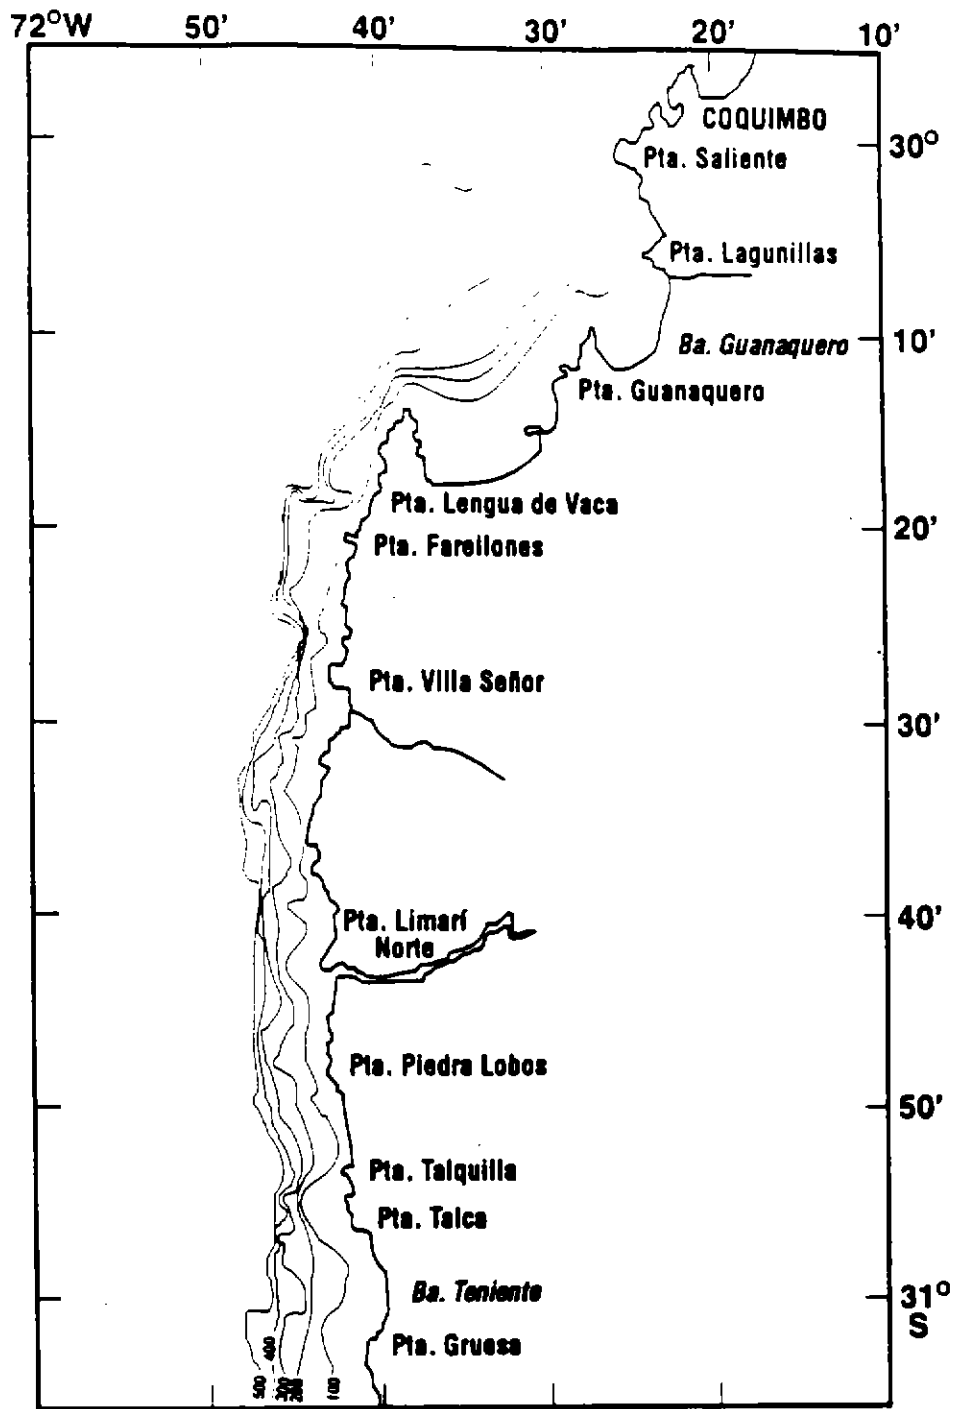 72°W 50' 40' 30' 20' 10'
COQUIMBO
30°
Pta. Saliente
Pta. Lagunillas
10'
Ba. Guanaquero
Pta. Guanaquero
Pta. Lengua de Vaca
20'
Pta. Farellones
Pta. Villa Señor
30'
40'
Pta. Limarí
Norte
Pta. Piedra Lobos
50'
Pta. Talquilla
Pta. Talca
Ba. Teniente
31°
S
Pta. Gruesa
500 400 300 200 100